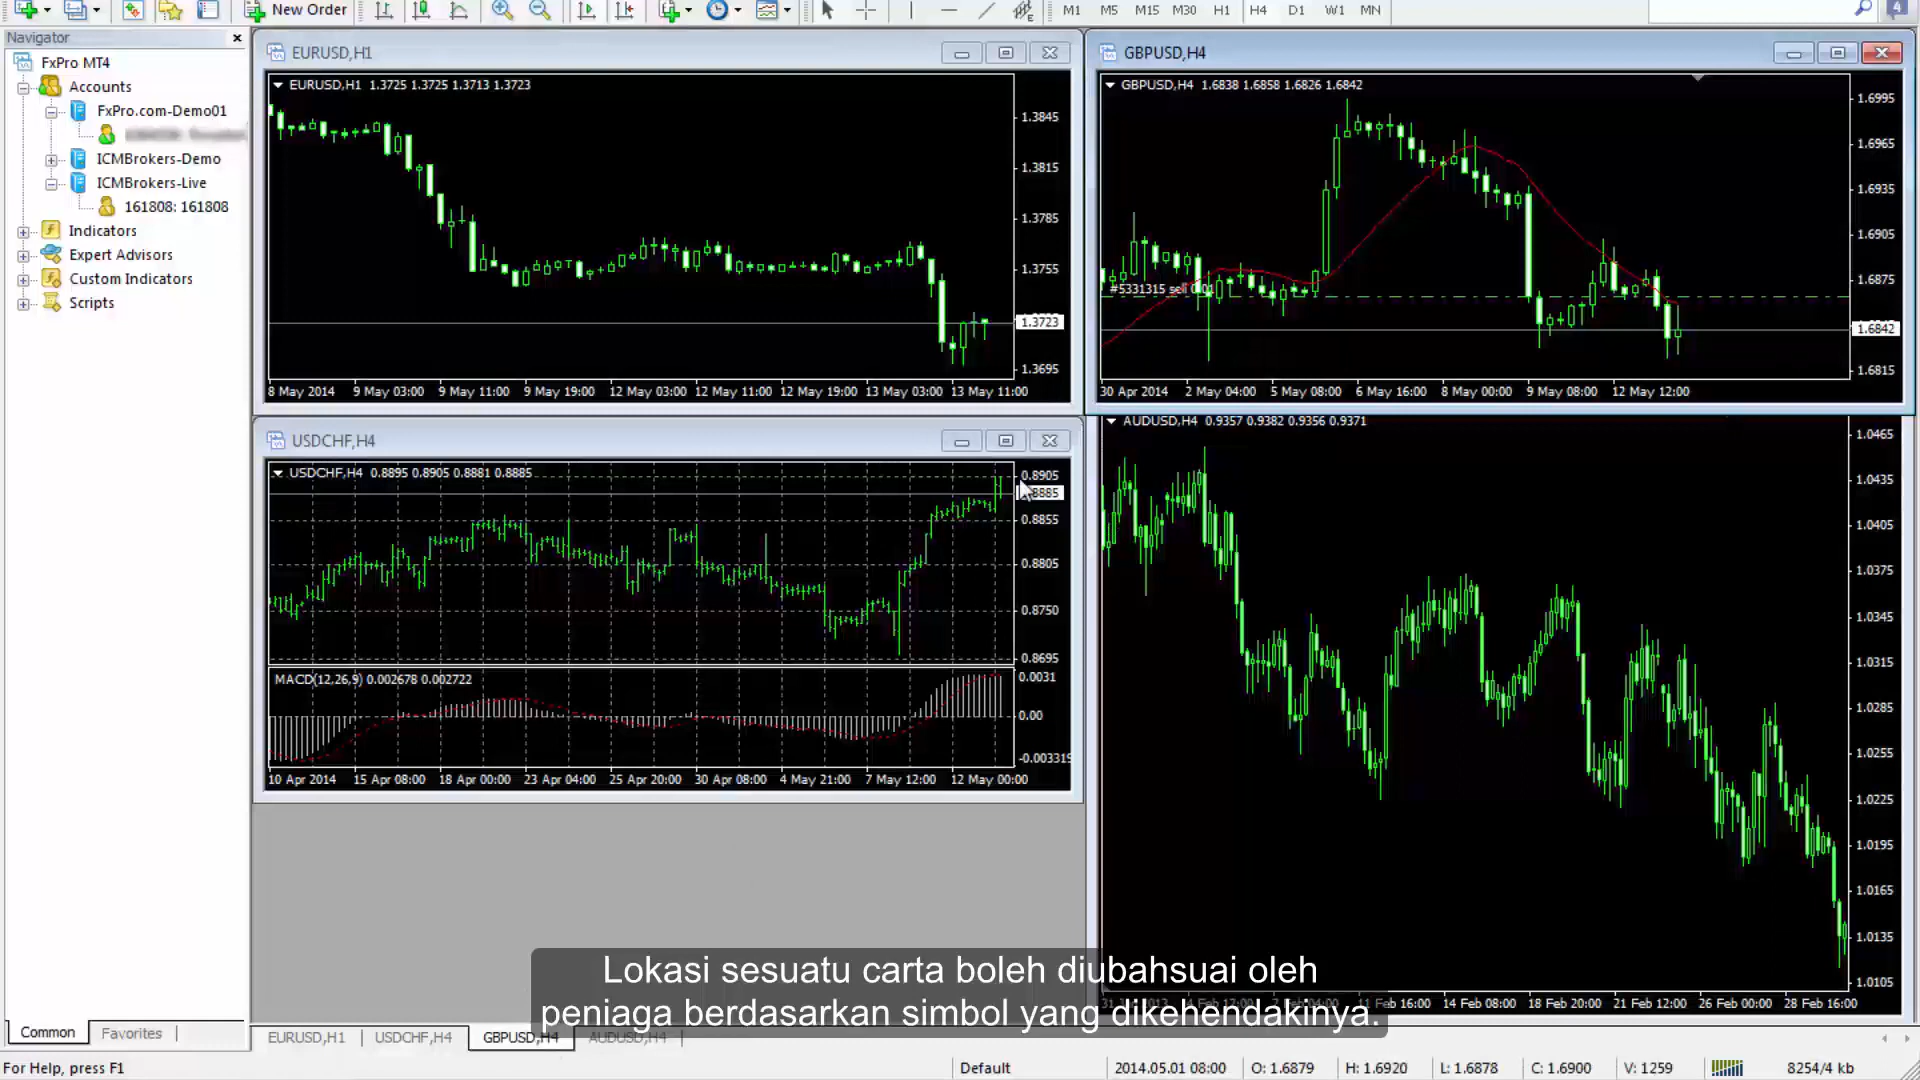 New Order
M1 M5 M15 M30 H1 H4 D1 W1 MN
4
Navigator
FxPro MT4
Accounts
FxPro.com-Demo01
ICMBrokers-Demo
ICMBrokers-Live
161808: 161808
Indicators
Expert Advisors
Custom Indicators
Scripts
EURUSD,H1
EURUSD,H1 1.3725 1.3725 1.3713 1.3723
1.3845
1.3815
1.3785
1.3755
1.3723
1.3695
8 May 2014 9 May 03:00 9 May 11:00 9 May 19:00 12 May 03:00 12 May 11:00 12 May 19:00 13 May 03:00 13 May 11:00
GBPUSD,H4
GBPUSD,H4 1.6838 1.6858 1.6826 1.6842
1.6995
1.6965
1.6935
1.6905
1.6875
#5331315 sell 0.01
1.6842
1.6815
30 Apr 2014 2 May 04:00 5 May 08:00 6 May 16:00 8 May 00:00 9 May 08:00 12 May 12:00
USDCHF,H4
USDCHF,H4 0.8895 0.8905 0.8881 0.8885
0.8905
8885
0.8855
0.8805
0.8750
0.8695
MACD(12,26,9) 0.002678 0.002722
0.0031
0.00
-0.003319
10 Apr 2014 15 Apr 08:00 18 Apr 00:00 23 Apr 04:00 25 Apr 20:00 30 Apr 08:00 4 May 21:00 7 May 12:00 12 May 00:00
AUDUSD,H4 0.9357 0.9382 0.9356 0.9371
1.0465
1.0435
1.0405
1.0375
1.0345
1.0315
1.0285
1.0255
1.0225
1.0195
1.0165
1.0135
1.0105
16:00 14 Feb 08:00 18 Feb 20:00 21 Feb 12:00 26 Feb 00:00 28 Feb 16:00
Lokasi sesuatu carta boleh diubahsuai oleh
peniaga berdasarkan simbol yang dikehendakinya.
Common Favorites
EURUSD,H1 USDCHF,H4 GBPUSD,H4 AUDUSD,H4
For Help, press F1
Default
2014.05.01 08:00
O: 1.6879
H: 1.6920
L: 1.6878
C: 1.6900
V: 1259
8254/4 kb